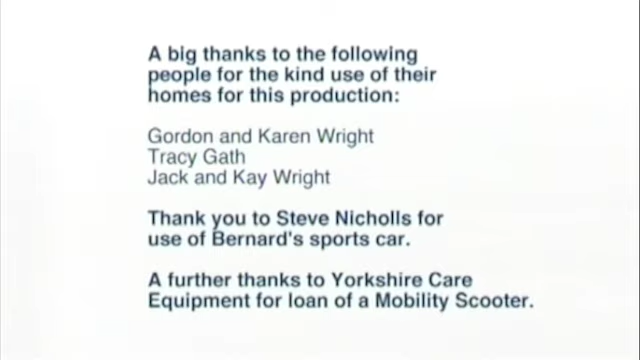 A big thanks to the following
people for the kind use of their
homes for this production:
Gordon and Karen Wright
Tracy Gath
Jack and Kay Wright
Thank you to Steve Nicholls for
use of Bernard's sports car.
A further thanks to Yorkshire Care
Equipment for loan of a Mobility Scooter.